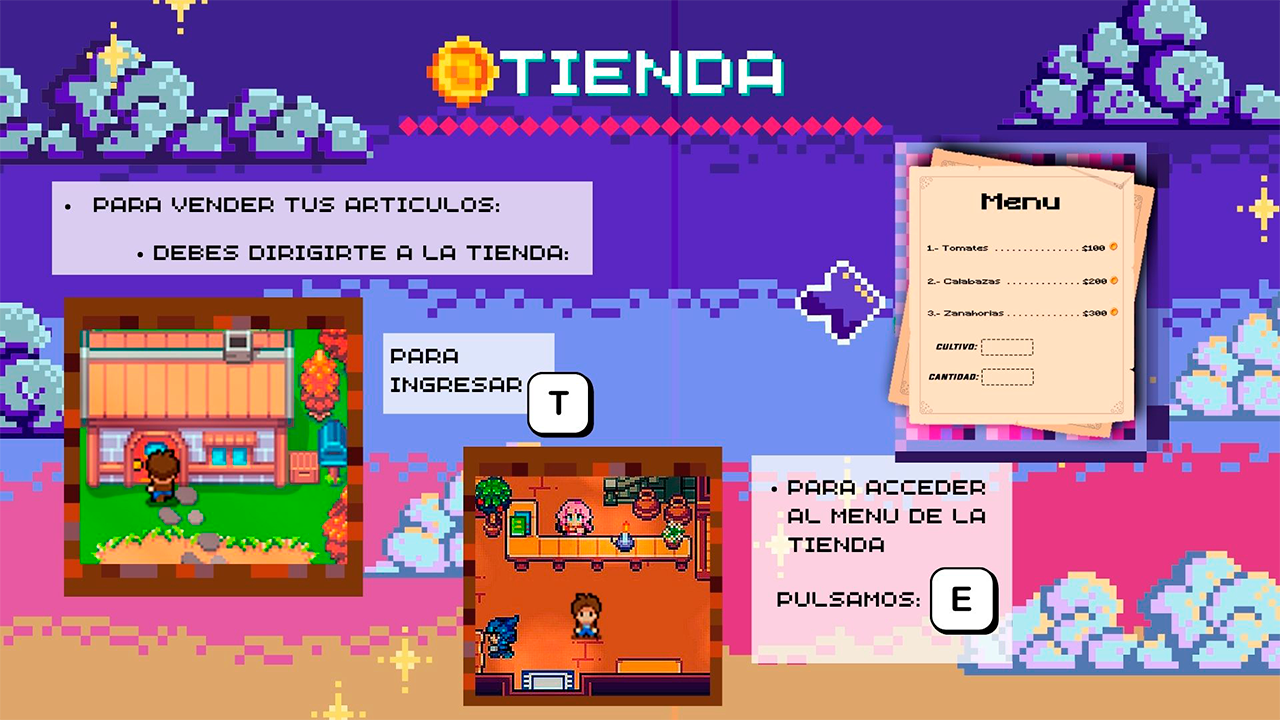 TIENDA
• PARA VENDER TUS ARTICULOS:
• DEBES DIRIGIRTE A LA TIENDA:
PARA
INGRESAR
T
Menu
1.- Tomates .............. $100
2.- Calabazas ............ $200
3.- Zanahorias ............ $300
CULTIVO:
CANTIDAD:
• PARA ACCEDER
AL MENU DE LA
TIENDA
PULSAMOS:
E